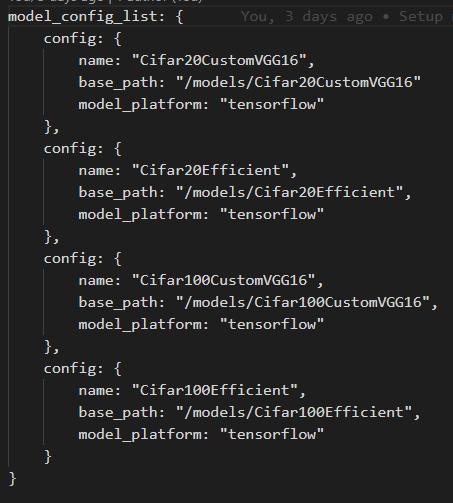 model_config_list: { You, 3 days ago • Setup
config: {
name: "Cifar20CustomVGG16",
base_path: "/models/Cifar20CustomVGG16"
model_platform: "tensorflow"
},
config: {
name: "Cifar20Efficient",
base_path: "/models/Cifar20Efficient",
model_platform: "tensorflow"
},
config: {
name: "Cifar100CustomVGG16",
base_path: "/models/Cifar100CustomVGG16",
model_platform: "tensorflow"
},
config: {
name: "Cifar100Efficient",
base_path: "/models/Cifar100Efficient",
model_platform: "tensorflow"
}
}